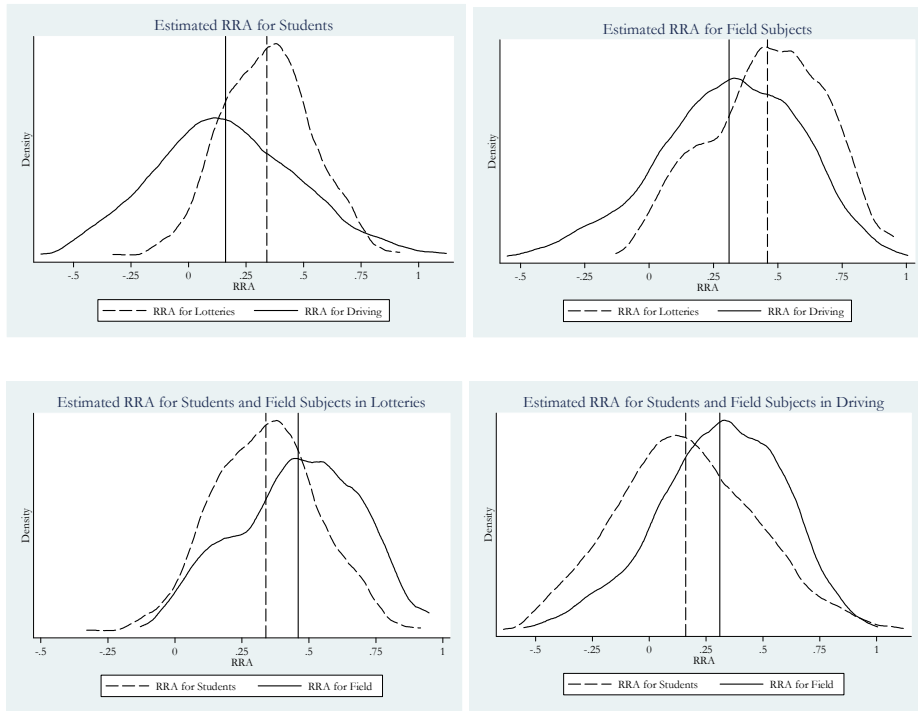 Estimated RRA for Students
Density
-.5 -.25 0 .25 .5 .75 1
RRA
RRA for Lotteries RRA for Driving
Estimated RRA for Field Subjects
Density
-.5 -.25 0 .25 .5 .75 1
RRA
RRA for Lotteries RRA for Driving
Estimated RRA for Students and Field Subjects in Lotteries
Density
-.5 -.25 0 .25 .5 .75 1
RRA
RRA for Students RRA for Field
Estimated RRA for Students and Field Subjects in Driving
Density
-.5 -.25 0 .25 .5 .75 1
RRA
RRA for Students RRA for Field